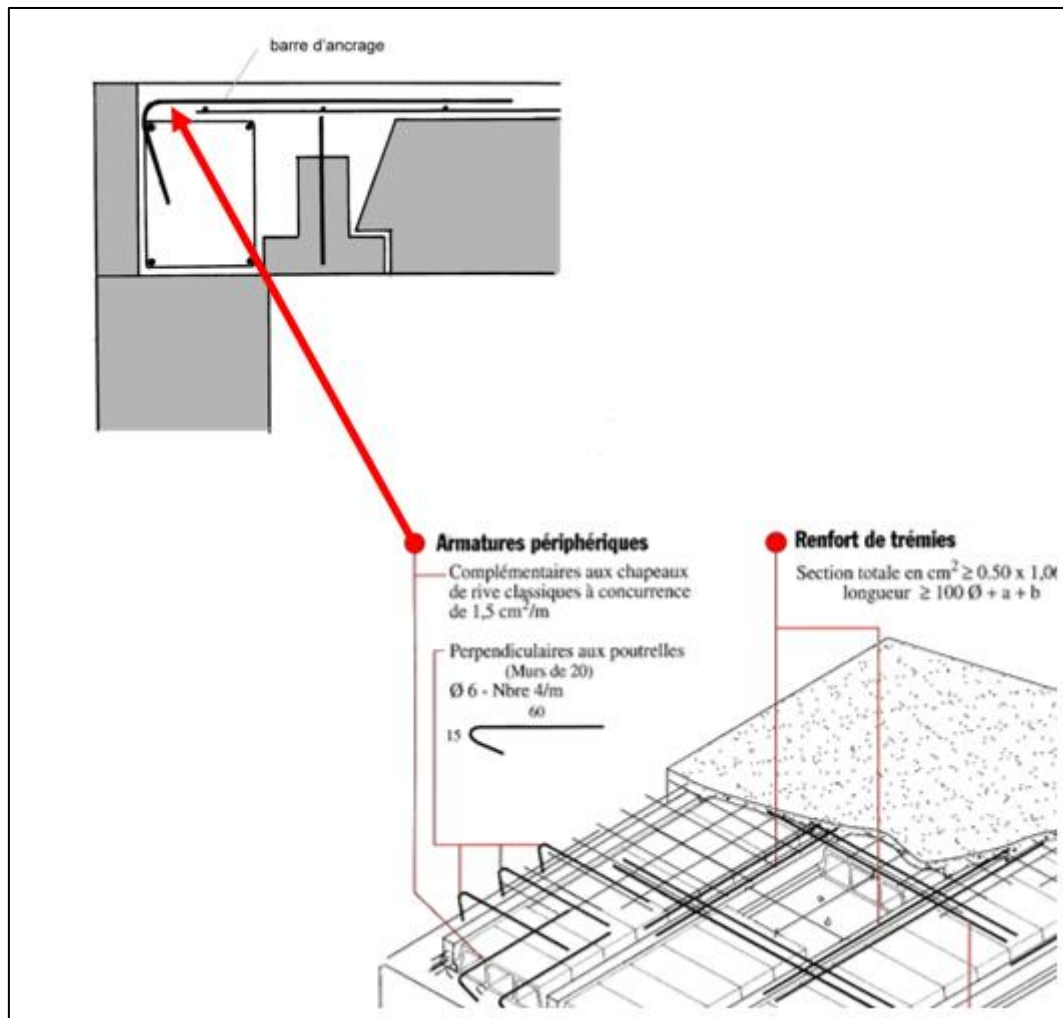 barre d'ancrage
Armatures périphériques
Complémentaires aux chapeaux
de rive classiques à concurrence
de 1,5 cm²/m
Perpendiculaires aux poutrelles
(Murs de 20)
Ø 6 - Nbre 4/m
60
15
Renfort de trémies
Section totale en cm² ≥ 0.50 x 1,0
longueur ≥ 100 Ø + a + b
a
b